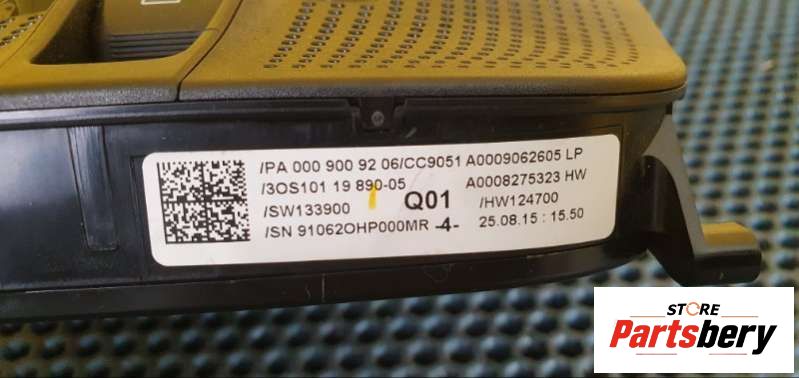 /PA 000 900 92 06/CC9051 A0009062605 LP
/3OS101 19 890-05 A0008275323 HW
/SW133900 Q01 /HW124700
/SN 91062OHP000MR -4- 25.08.15 : 15.50
STORE
Partsbery